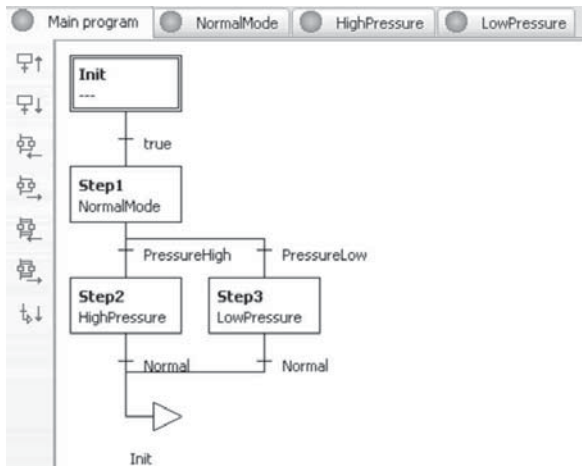 Main program
NormalMode
HighPressure
LowPressure
Init
---
true
Step1
NormalMode
PressureHigh
PressureLow
Step2
HighPressure
Step3
LowPressure
Normal
Normal
Init